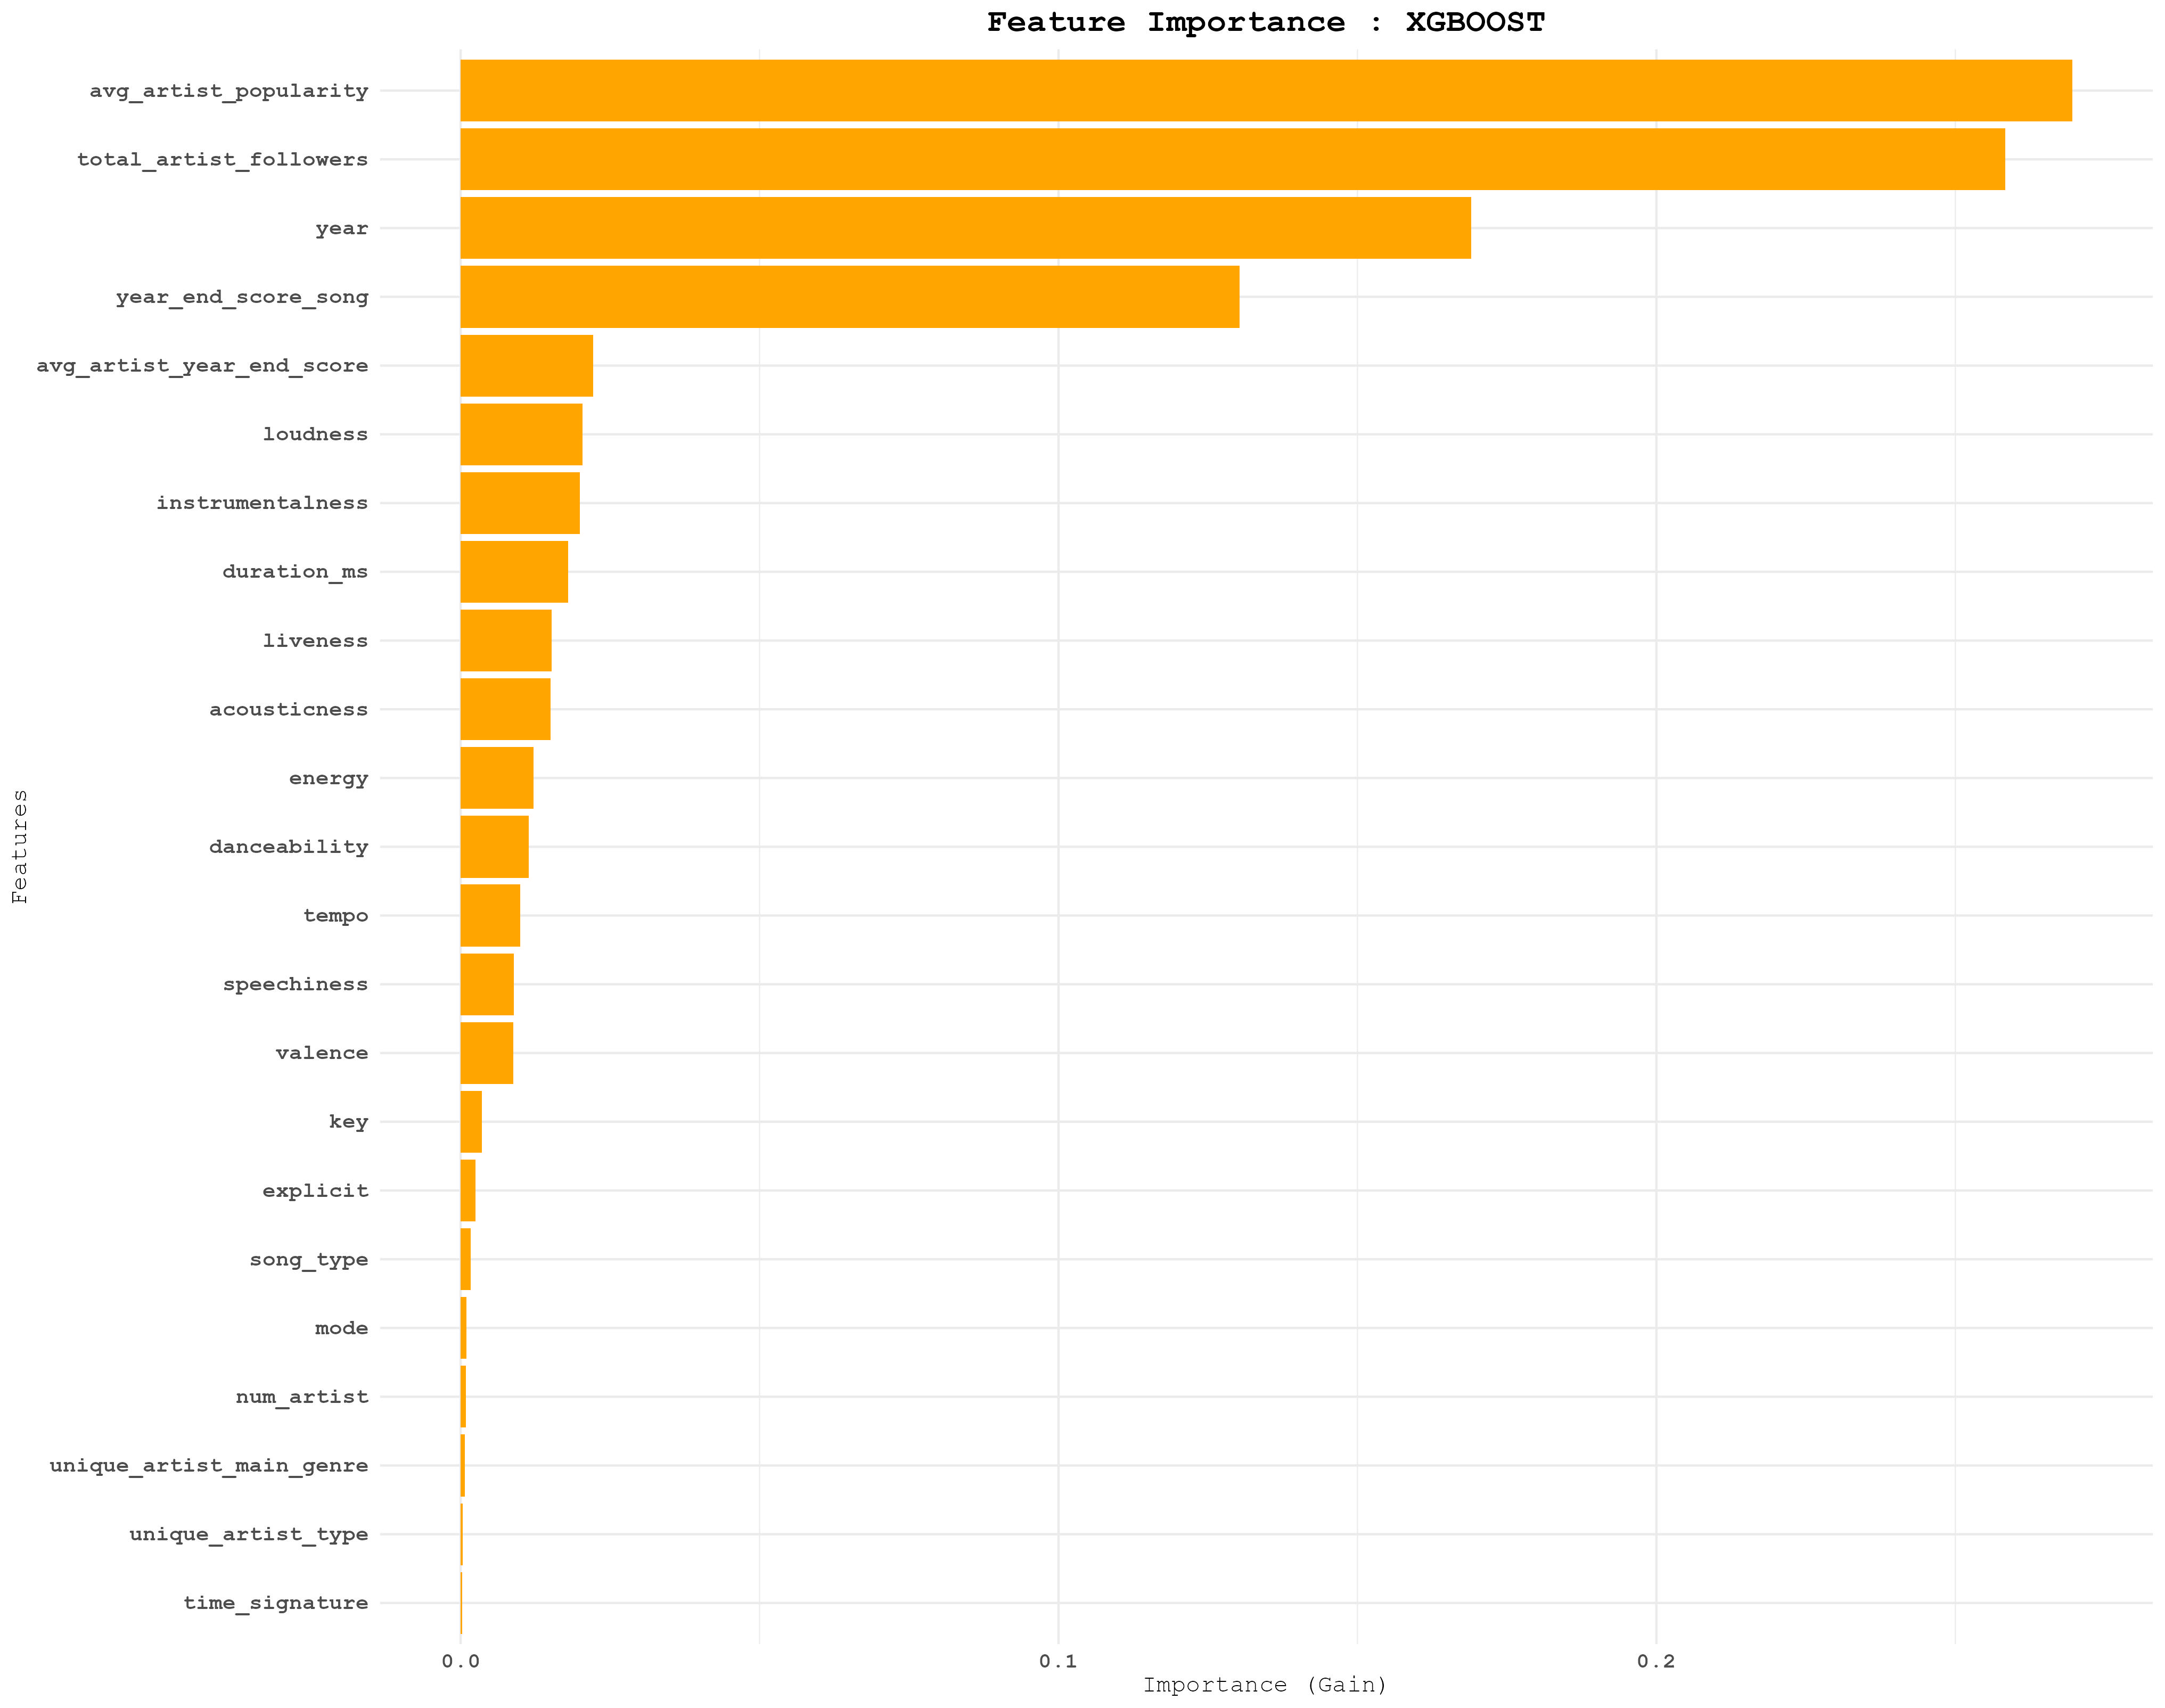 Feature Importance : XGBOOST
avg_artist_popularity
total_artist_followers
year
year_end_score_song
avg_artist_year_end_score
loudness
instrumentalness
duration_ms
liveness
acousticness
energy
danceability
tempo
speechiness
valence
key
explicit
song_type
mode
num_artist
unique_artist_main_genre
unique_artist_type
time_signature
Features
0.0 0.1 0.2
Importance (Gain)